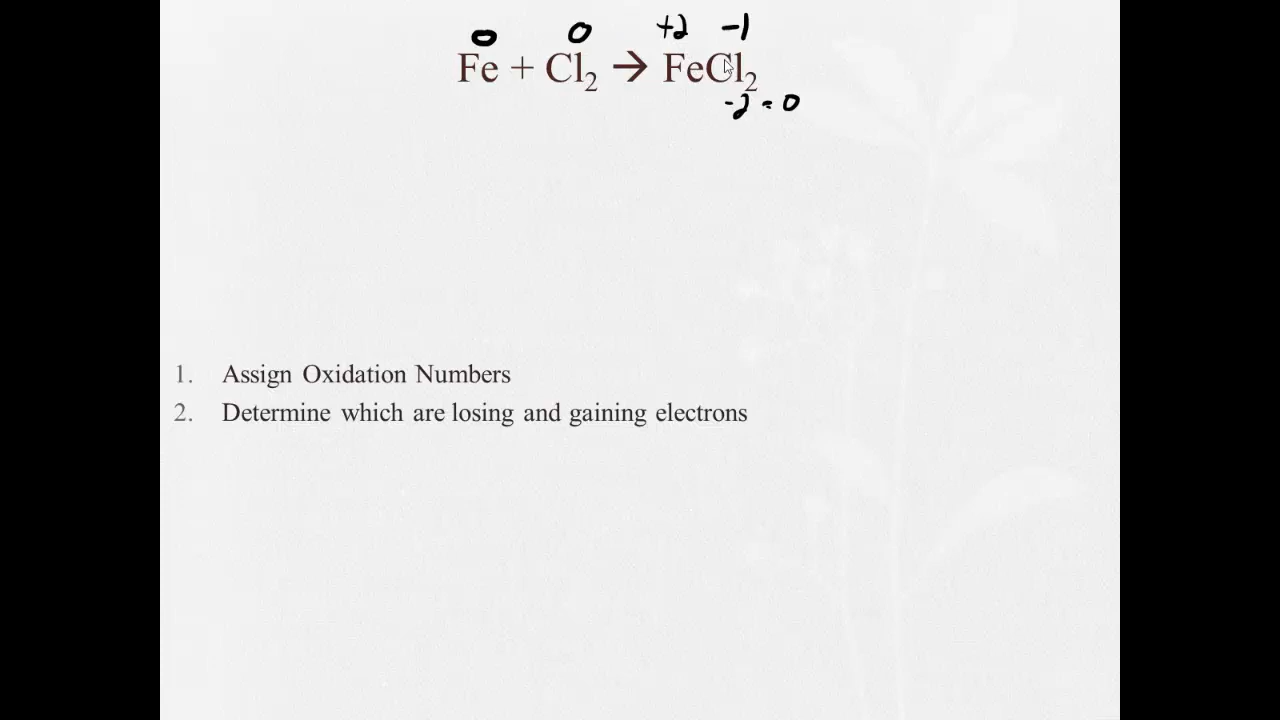 0 0 +2 -1
Fe + Cl₂ → FeCl₂
-2 = 0
1. Assign Oxidation Numbers
2. Determine which are losing and gaining electrons